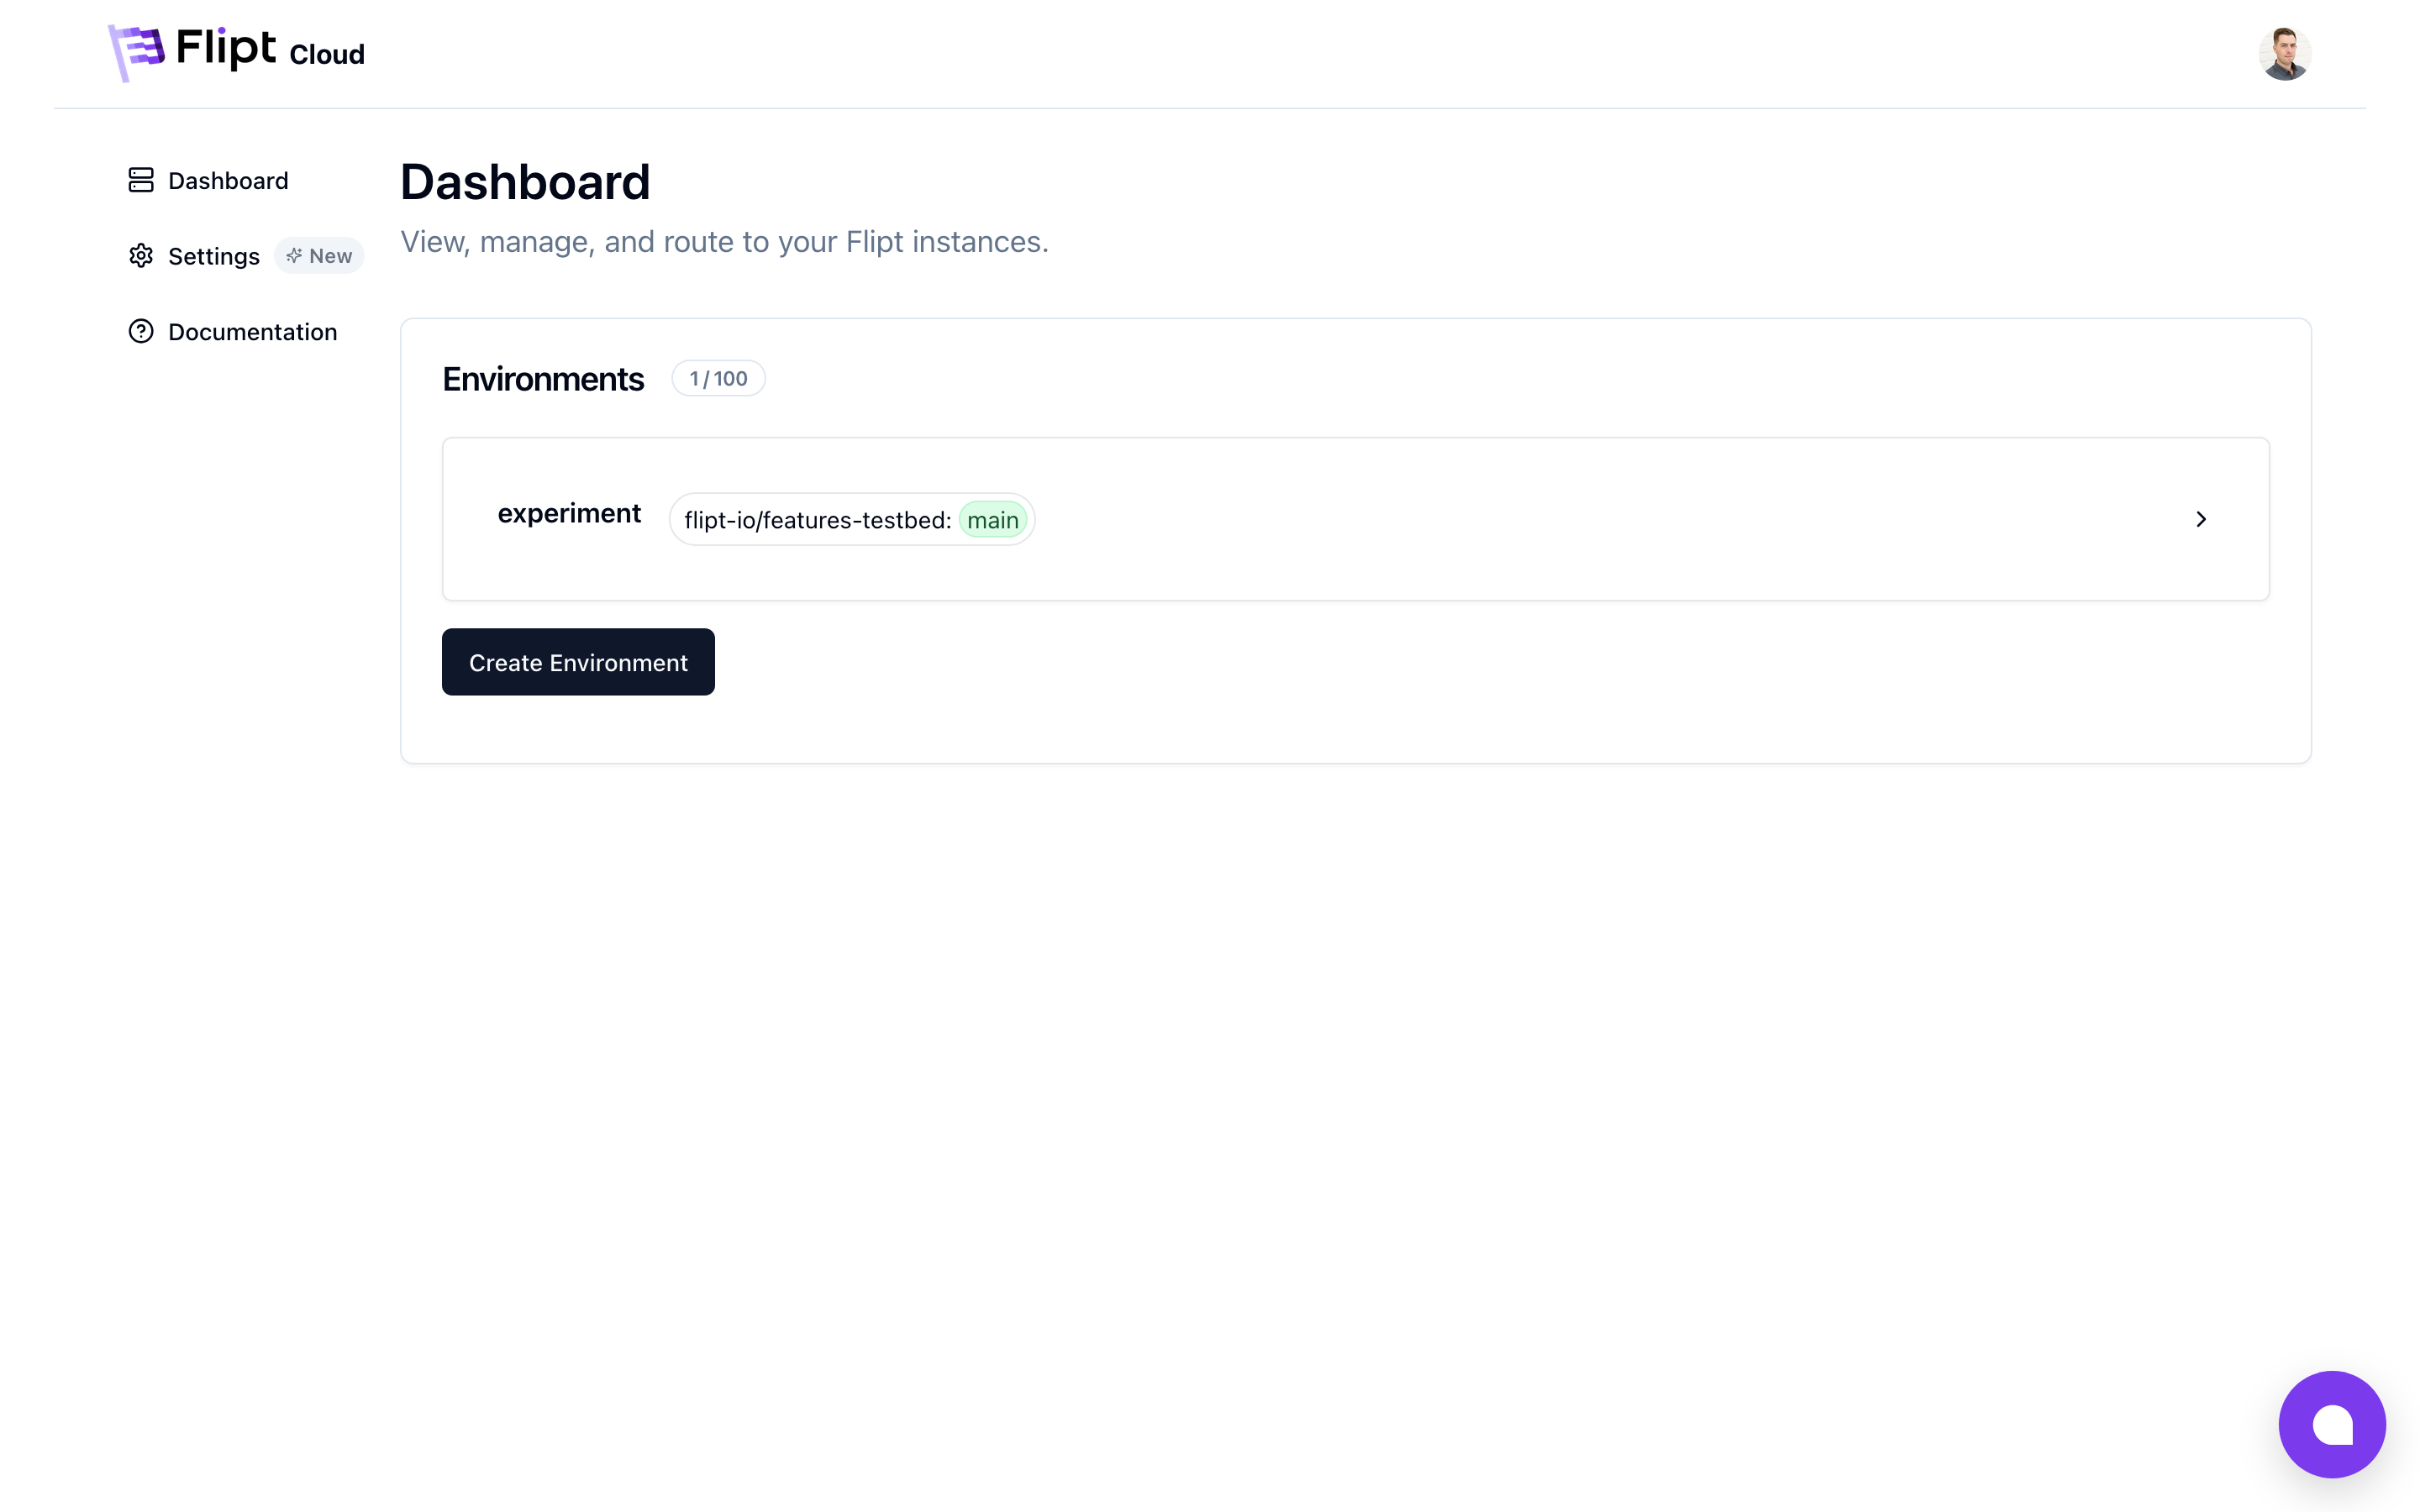 Flipt Cloud
Dashboard
Settings New
Documentation
Dashboard
View, manage, and route to your Flipt instances.
Environments 1 / 100
experiment flipt-io/features-testbed: main
Create Environment